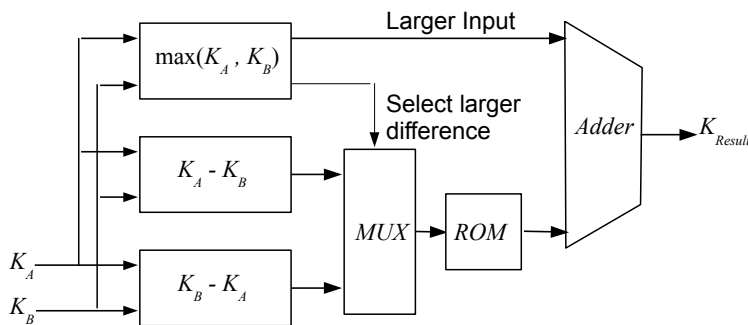 Larger Input
max(K_A , K_B)
Select larger
difference
Adder
K_Result
K_A - K_B
MUX
ROM
K_A
K_B - K_A
K_B